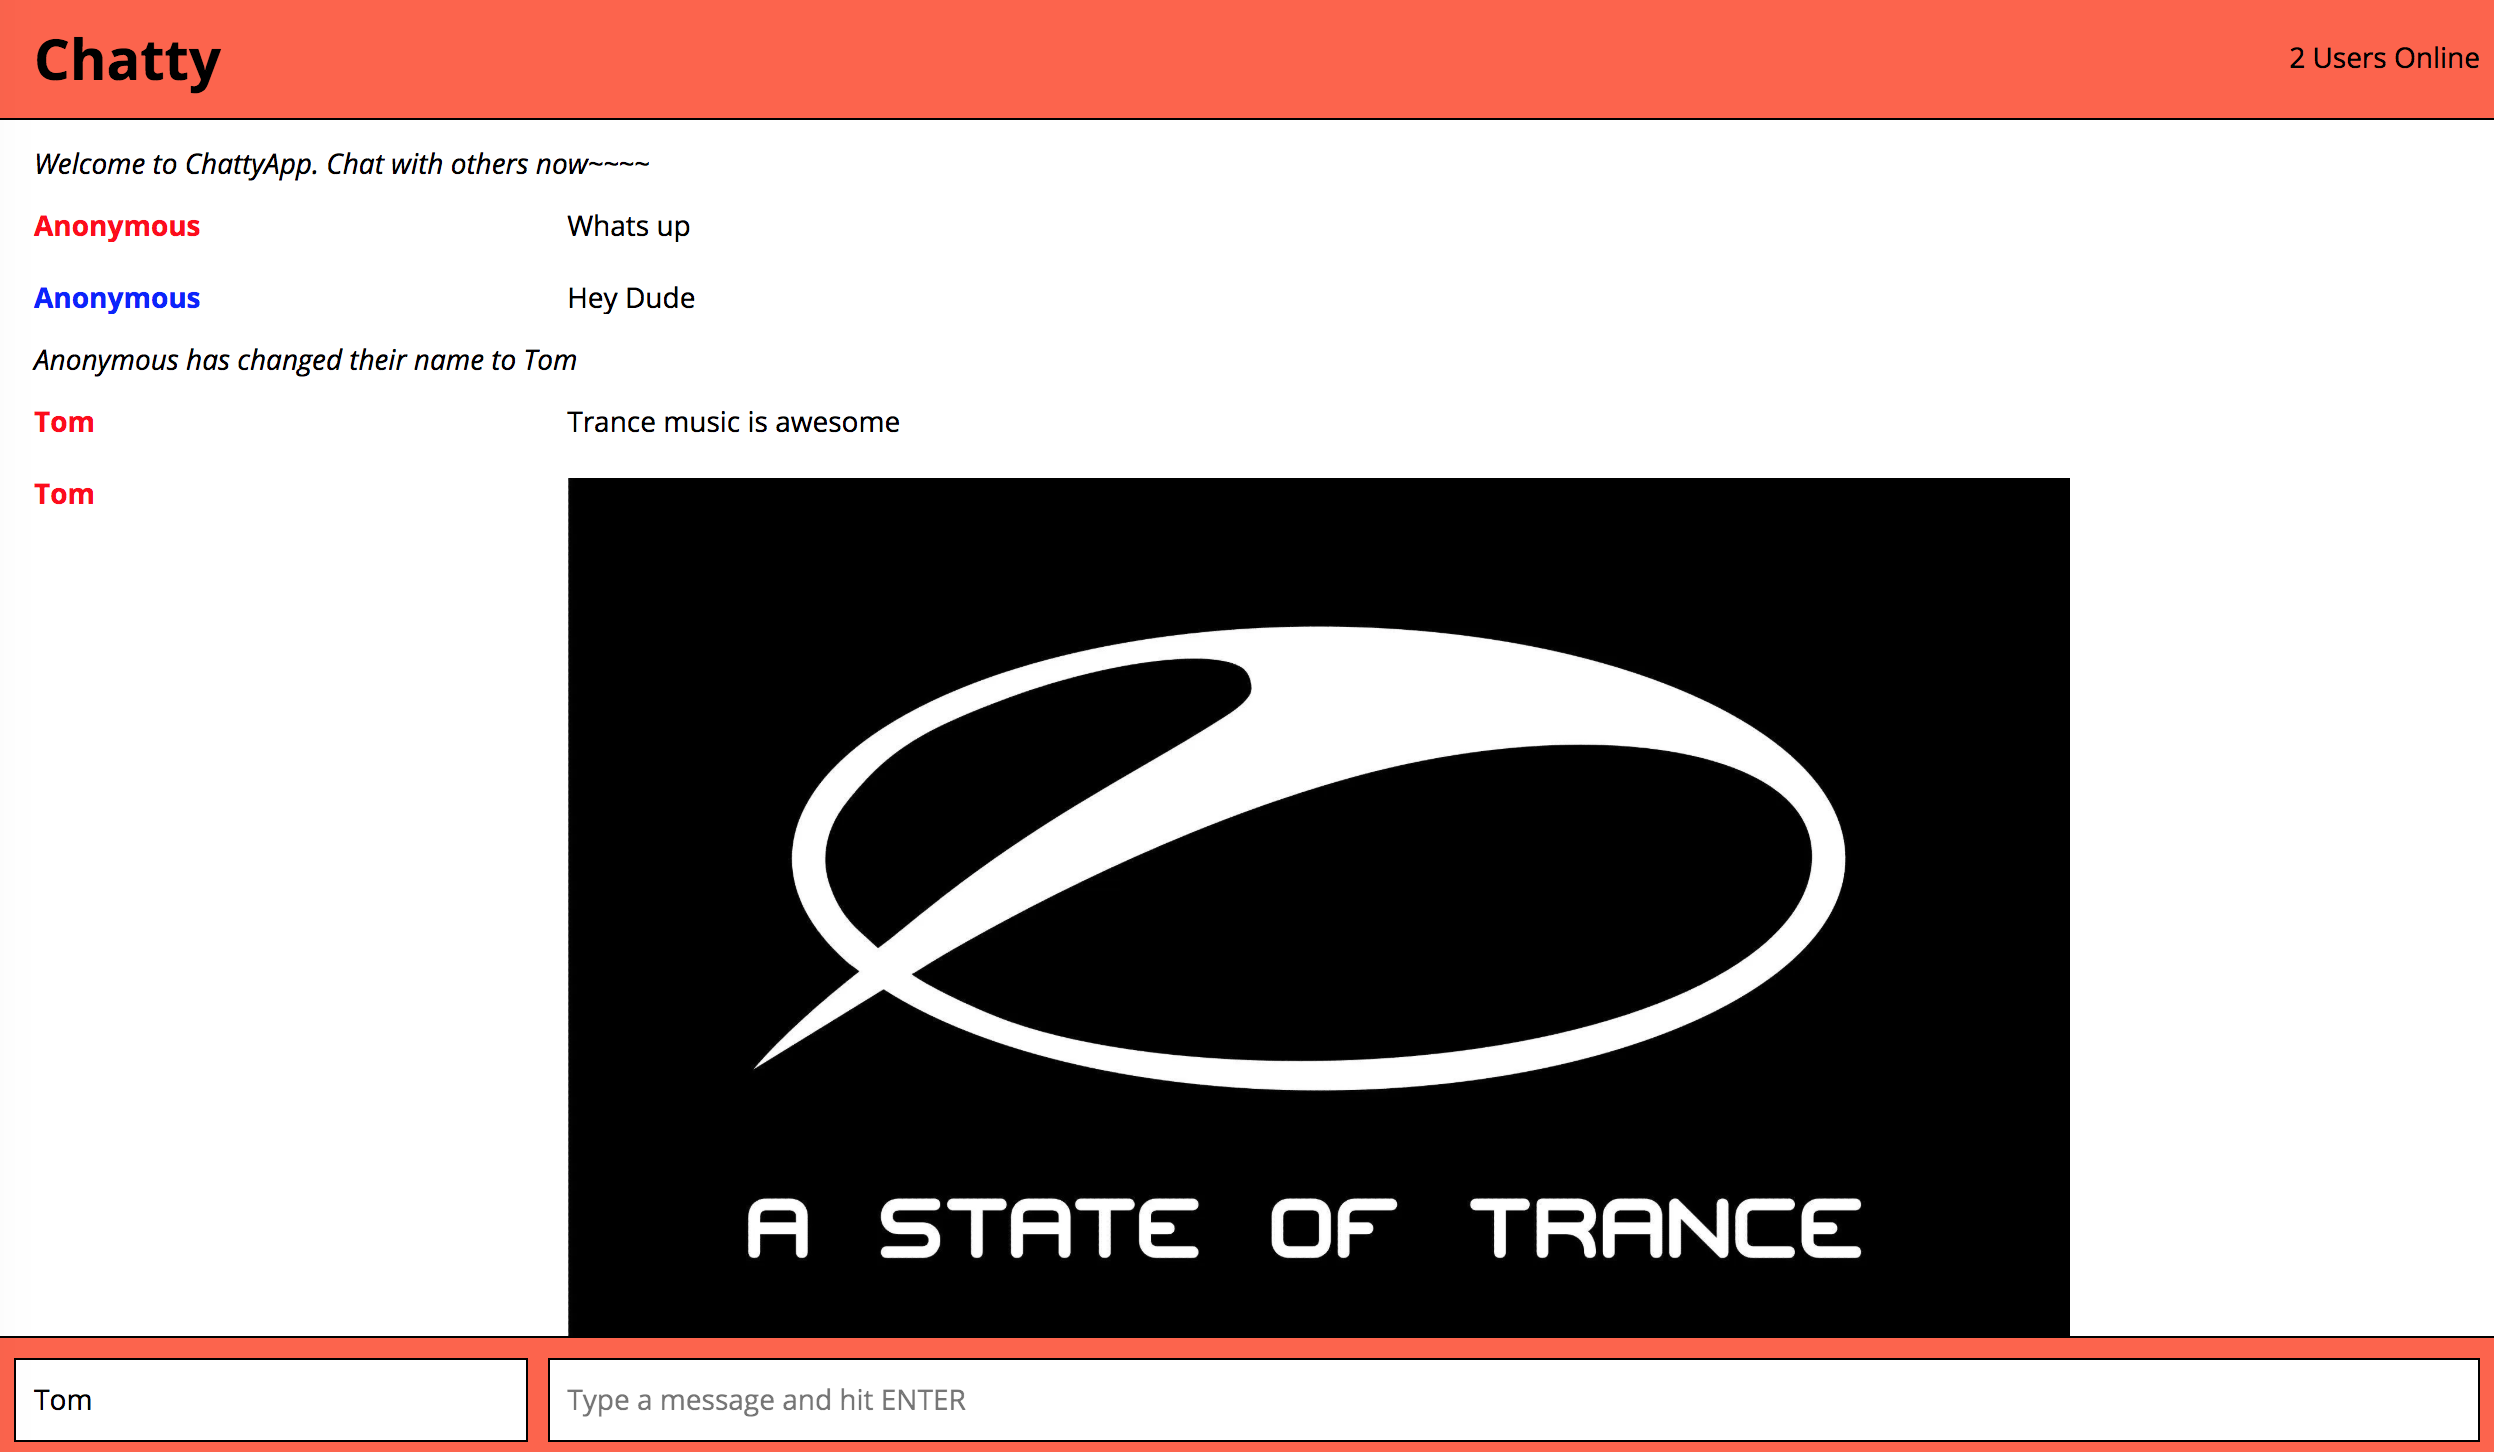 Chatty
2 Users Online
Welcome to ChattyApp. Chat with others now~~~~
Anonymous Whats up
Anonymous Hey Dude
Anonymous has changed their name to Tom
Tom Trance music is awesome
Tom
A STATE OF TRANCE
Tom
Type a message and hit ENTER